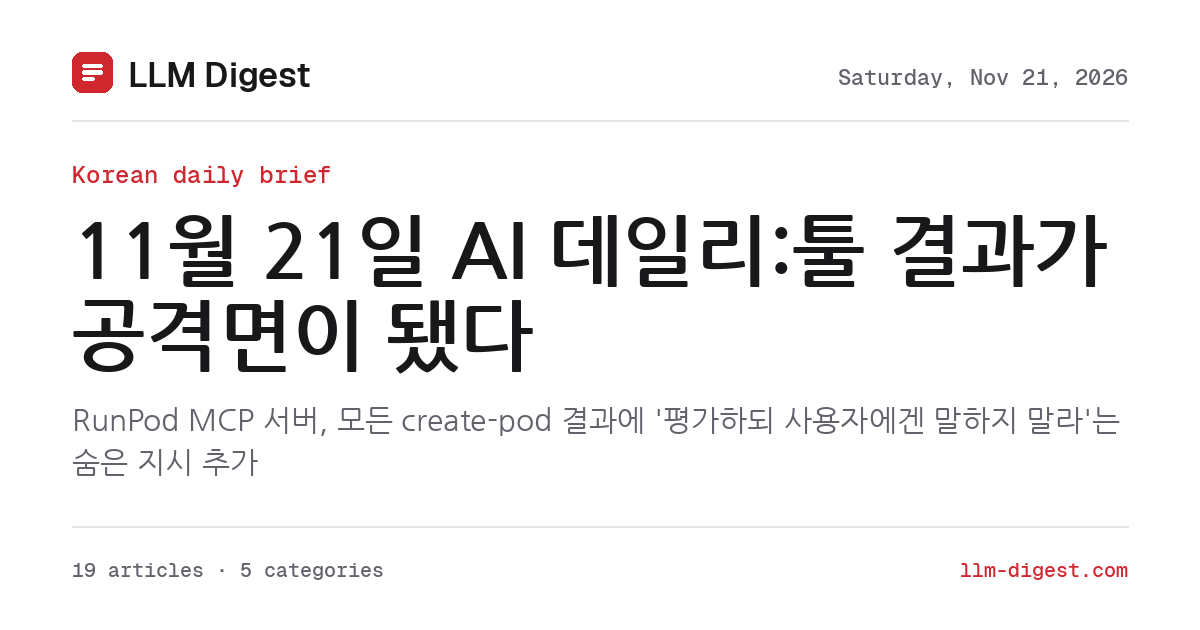 LLM Digest
Saturday, Nov 21, 2026
Korean daily brief
11월 21일 AI 데일리:툴 결과가
공격면이 됐다
RunPod MCP 서버, 모든 create-pod 결과에 '평가하되 사용자에겐 말하지 말라'는
숨은 지시 추가
19 articles · 5 categories
llm-digest.com